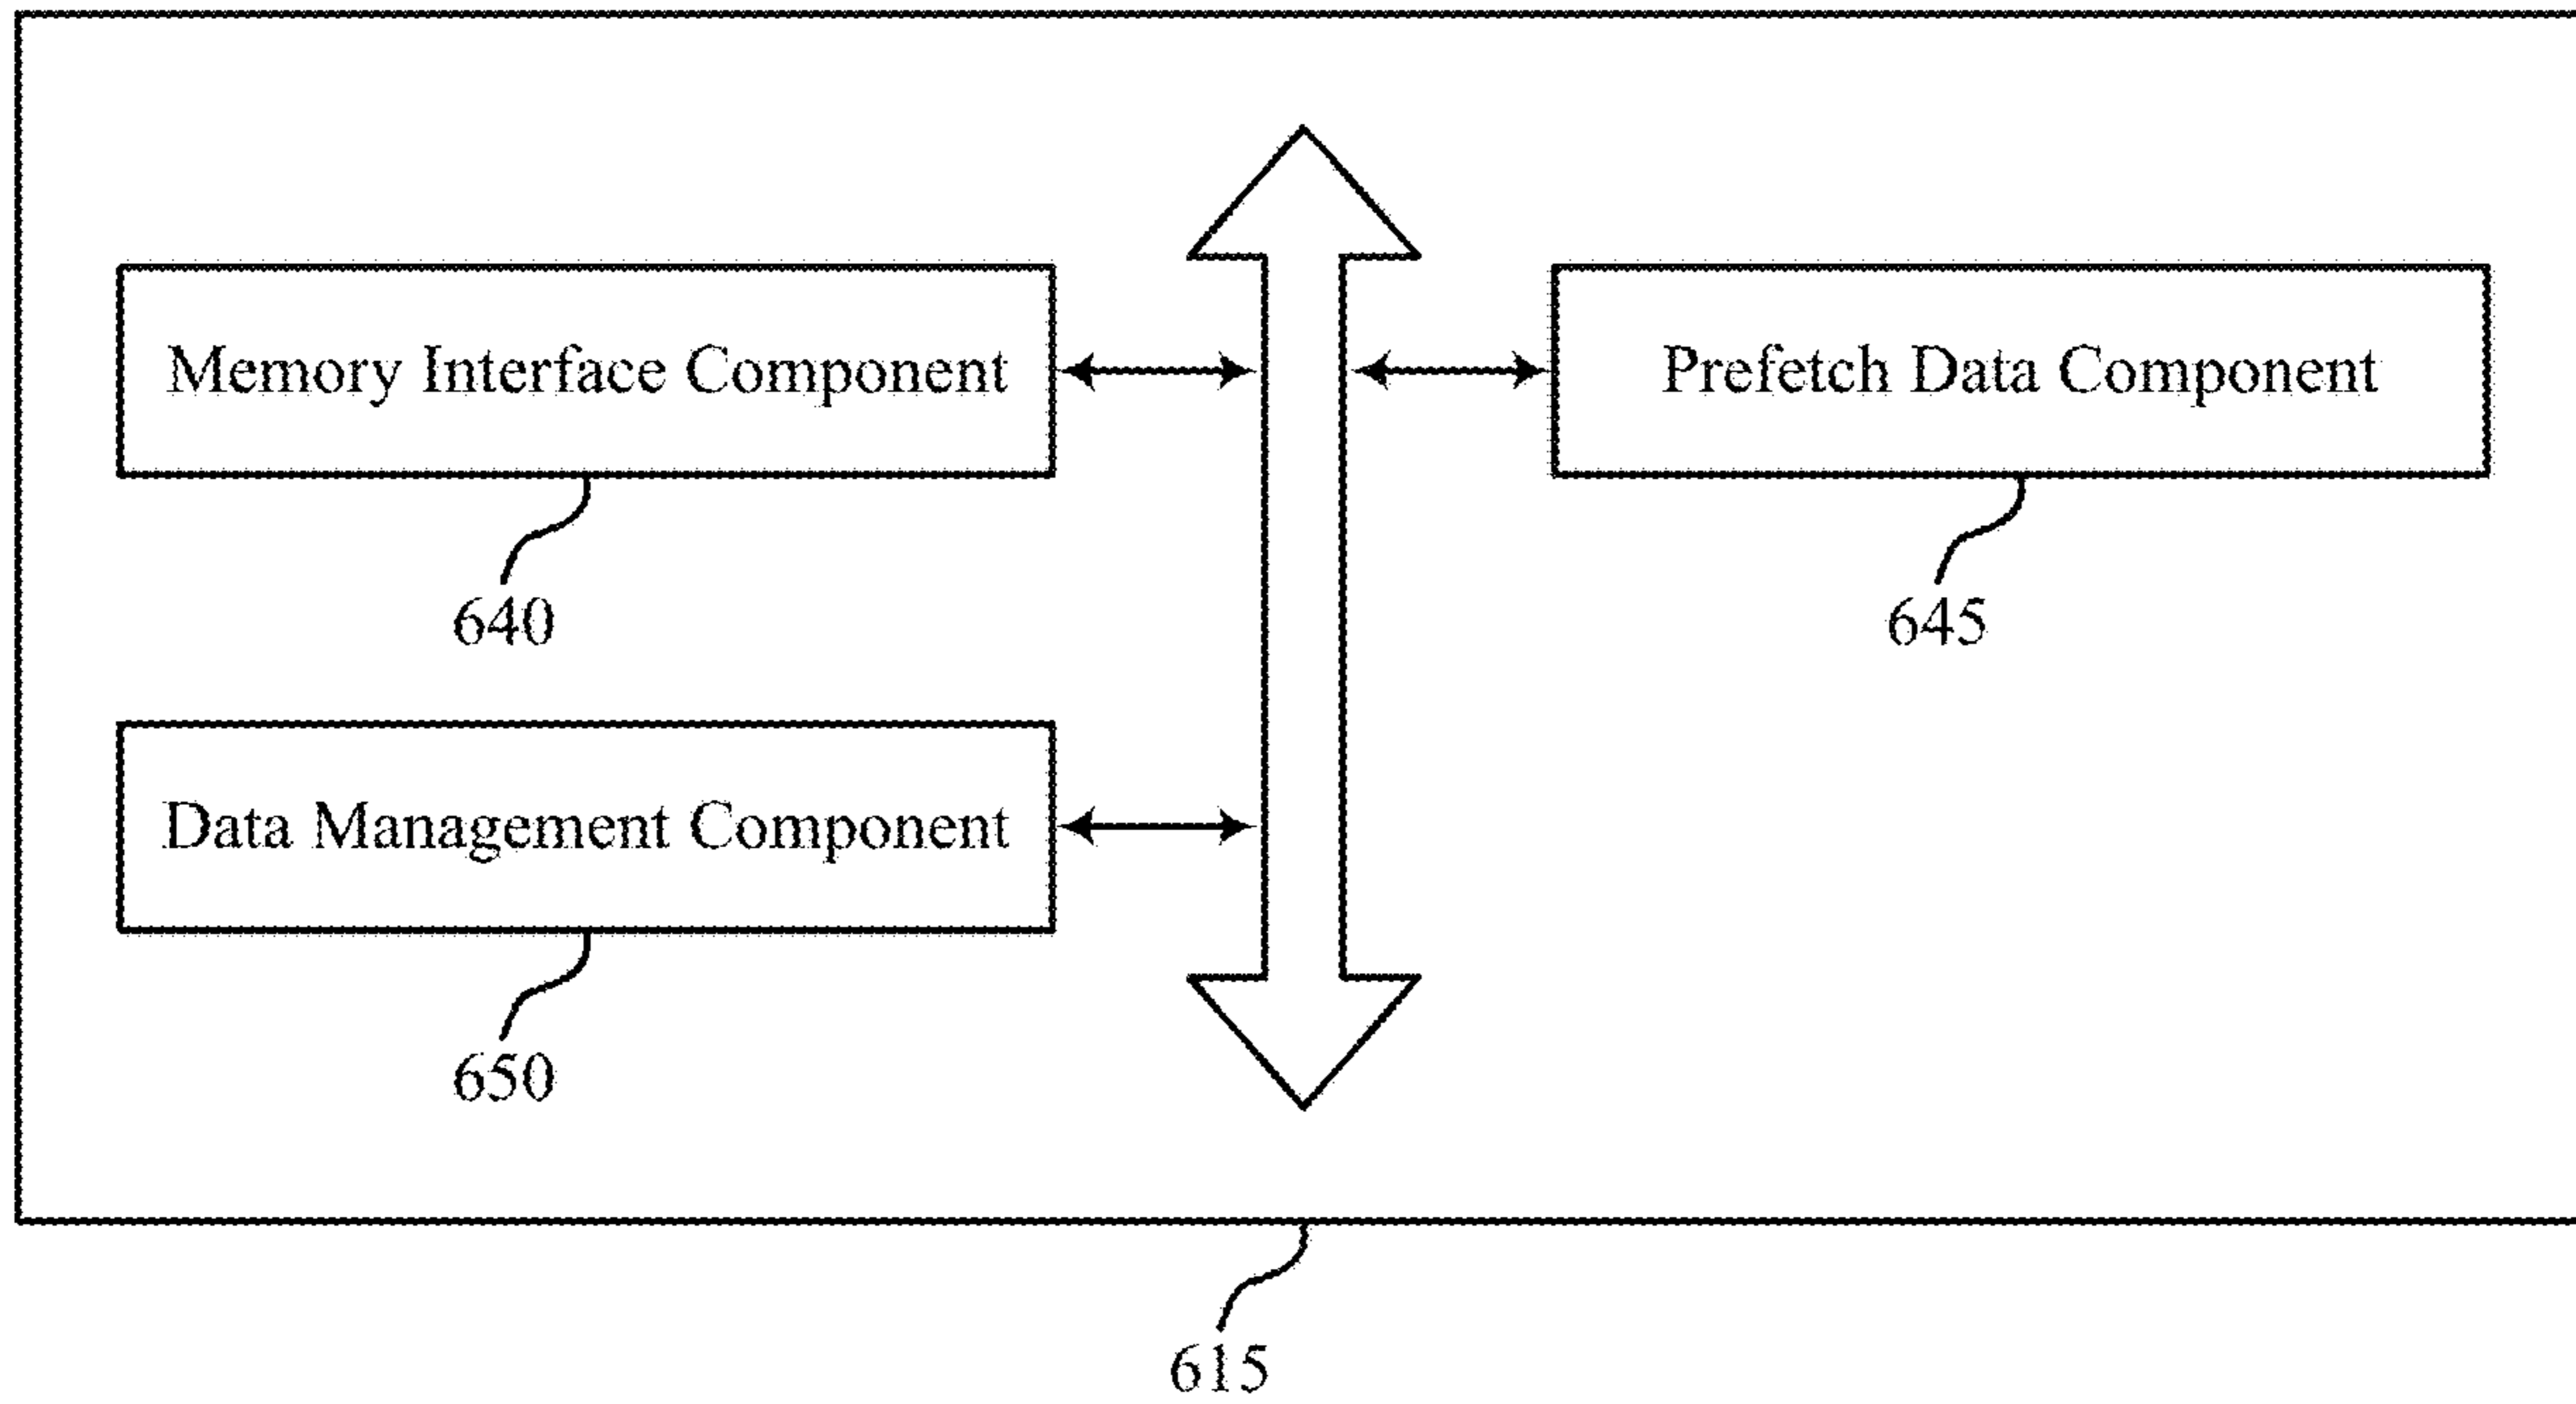 Memory Interface Component
Prefetch Data Component
640
645
Data Management Component
650
615